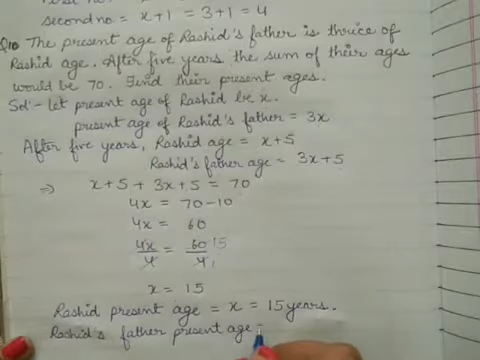 second no = x+1 = 3+1 = 4
Q10 The present age of Rashid's father is thrice of
Rashid age. After five years the sum of their ages
would be 70. Find their present ages.
Sol:- let present age of Rashid be x.
present age of Rashid's father = 3x
After five years, Rashid age = x+5
Rashid's father age = 3x+5
⇒ x+5 + 3x+5 = 70
4x = 70-10
4x = 60
4x/4 = 60/4 15 1
x = 15
Rashid present age = x = 15 years.
Rashid's father present age =